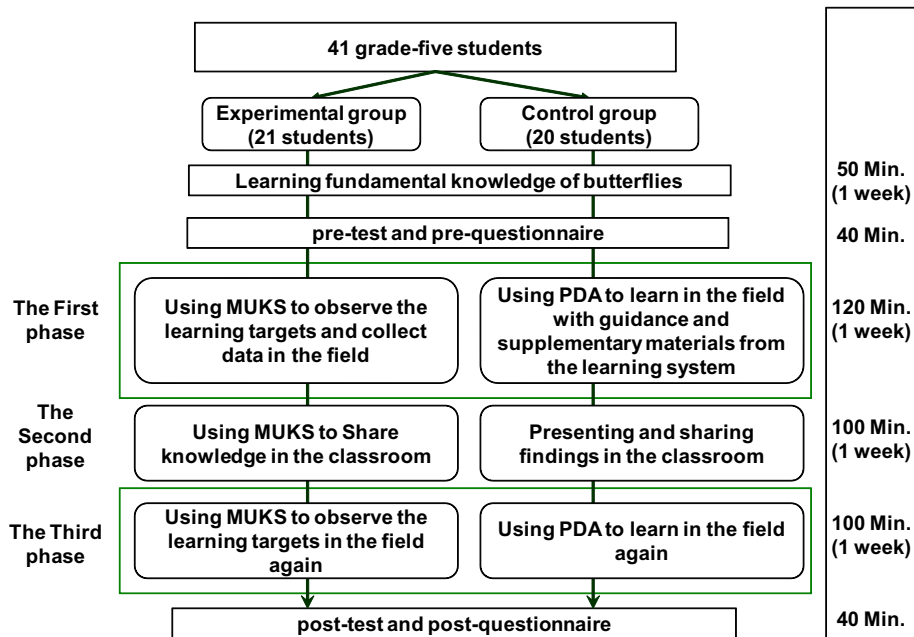 41 grade-five students
Experimental group
(21 students)
Control group
(20 students)
Learning fundamental knowledge of butterflies
50 Min.
(1 week)
pre-test and pre-questionnaire
40 Min.
The First
phase
Using MUKS to observe the
learning targets and collect
data in the field
Using PDA to learn in the field
with guidance and
supplementary materials from
the learning system
120 Min.
(1 week)
The
Second
phase
Using MUKS to Share
knowledge in the classroom
Presenting and sharing
findings in the classroom
100 Min.
(1 week)
The Third
phase
Using MUKS to observe the
learning targets in the field
again
Using PDA to learn in the field
again
100 Min.
(1 week)
post-test and post-questionnaire
40 Min.